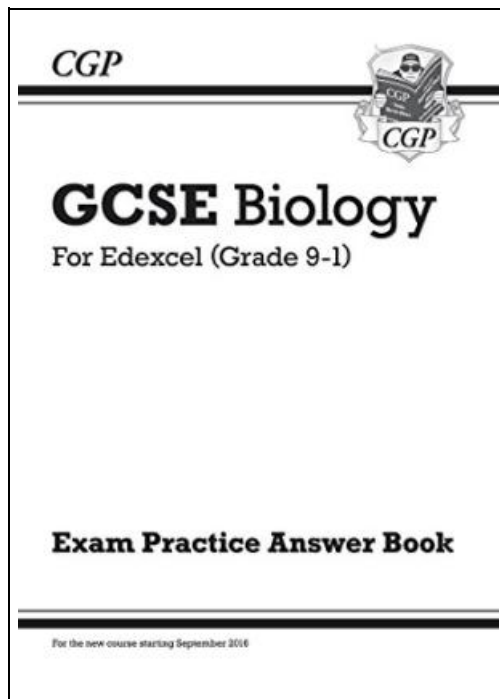 CGP
CGP
CGP
GCSE Biology
For Edexcel (Grade 9-1)
Exam Practice Answer Book
For the new course starting September 2016